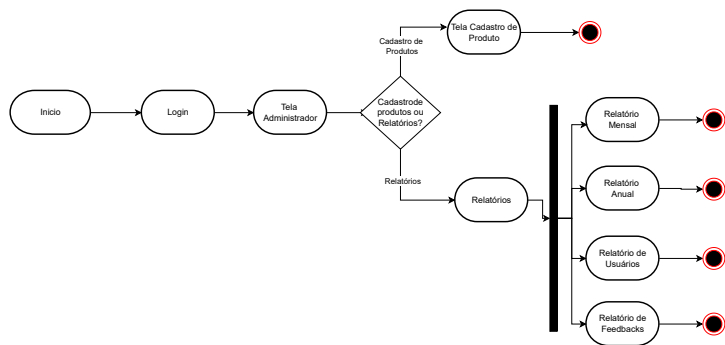 Inicio
Login
Tela
Administrador
Cadastrode
produtos ou
Relatórios?
Cadastro de
Produtos
Tela Cadastro de
Produto
Relatórios
Relatórios
Relatório
Mensal
Relatório
Anual
Relatório de
Usuários
Relatório de
Feedbacks